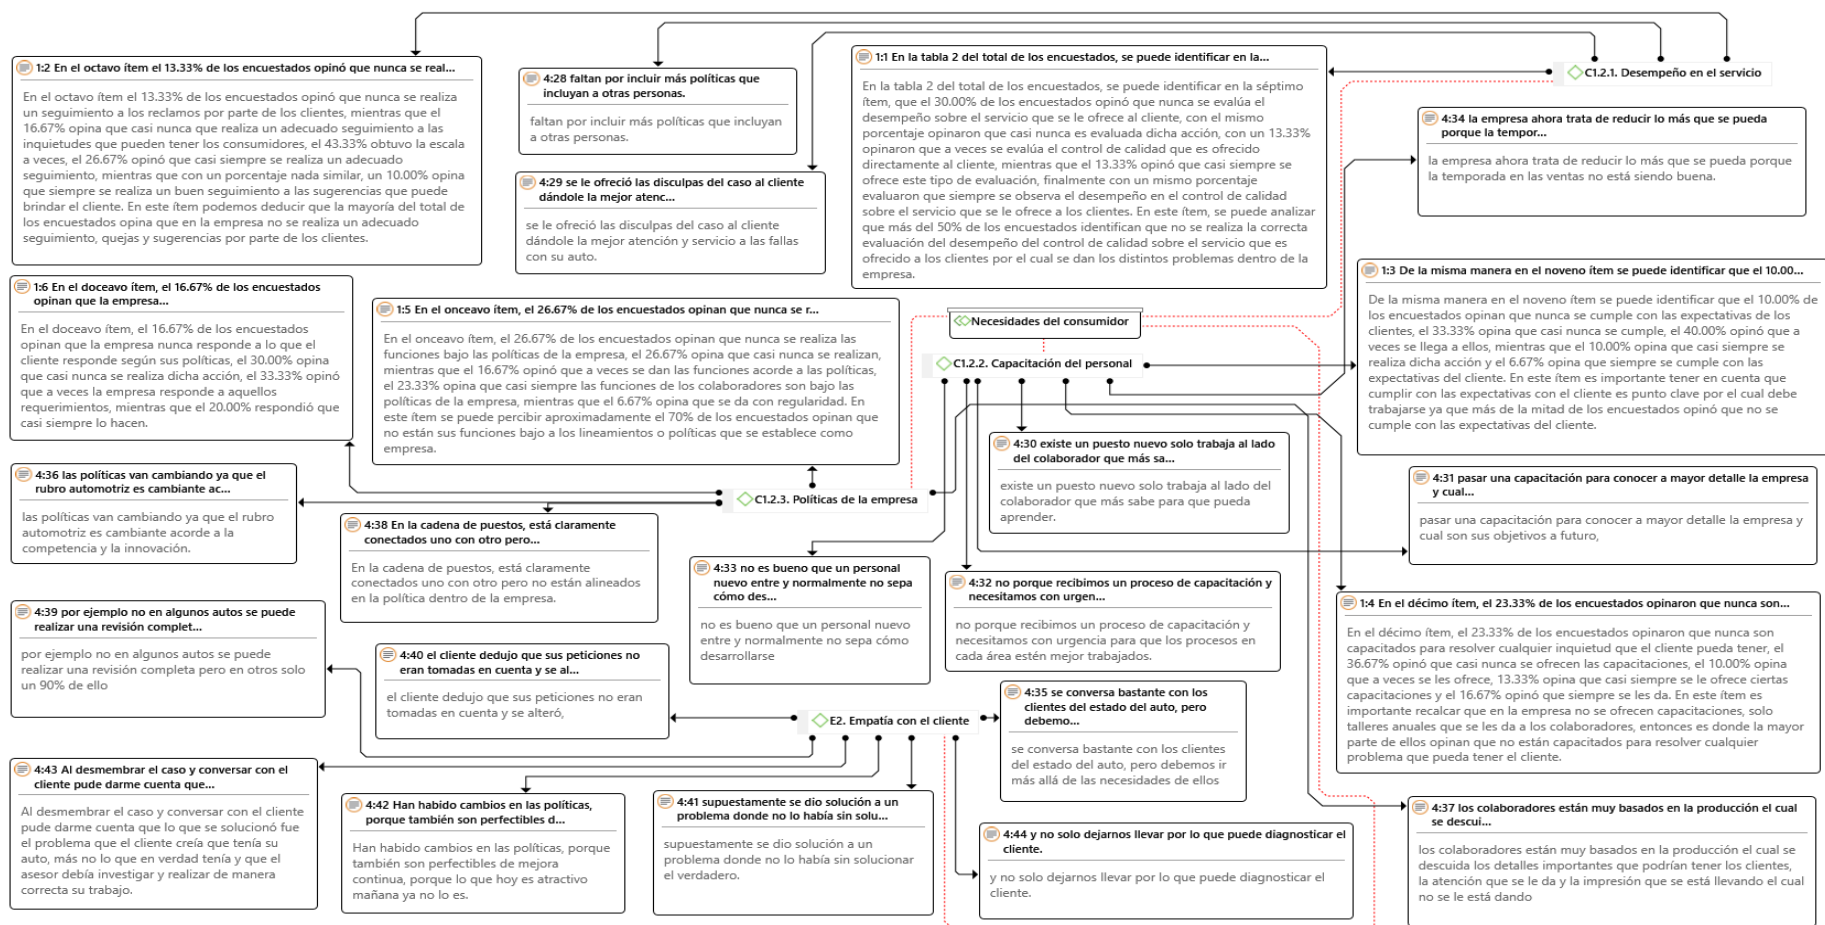 1:2 En el octavo ítem el 13.33% de los encuestados opinó que nunca se real...
En el octavo ítem el 13.33% de los encuestados opinó que nunca se realiza
un seguimiento a los reclamos por parte de los clientes, mientras que el
16.67% opina que casi nunca que realiza un adecuado seguimiento a las
inquietudes que pueden tener los consumidores, el 43.33% obtuvo la escala
a veces, el 26.67% opinó que casi siempre se realiza un adecuado
seguimiento, mientras que con un porcentaje nada similar, un 10.00% opina
que siempre se realiza un buen seguimiento a las sugerencias que puede
brindar el cliente. En este ítem podemos deducir que la mayoría del total de
los encuestados opina que en la empresa no se realiza un adecuado
seguimiento, quejas y sugerencias por parte de los clientes.
4:28 faltan por incluir más políticas que
incluyan a otras personas.
faltan por incluir más políticas que incluyan
a otras personas.
4:29 se le ofreció las disculpas del caso al cliente
dándole la mejor atenc...
se le ofreció las disculpas del caso al cliente
dándole la mejor atención y servicio a las fallas
con su auto.
1:1 En la tabla 2 del total de los encuestados, se puede identificar en la...
En la tabla 2 del total de los encuestados, se puede identificar en la séptimo
ítem, que el 30.00% de los encuestados opinó que nunca se evalúa el
desempeño sobre el servicio que se le ofrece al cliente, con el mismo
porcentaje opinaron que casi nunca es evaluada dicha acción, con un 13.33%
opinaron que a veces se evalúa el control de calidad que es ofrecido
directamente al cliente, mientras que el 13.33% opinó que casi siempre se
ofrece este tipo de evaluación, finalmente con un mismo porcentaje
evaluaron que siempre se observa el desempeño en el control de calidad
sobre el servicio que se le ofrece a los clientes. En este ítem, se puede analizar
que más del 50% de los encuestados identifican que no se realiza la correcta
evaluación del desempeño del control de calidad sobre el servicio que es
ofrecido a los clientes por el cual se dan los distintos problemas dentro de la
empresa.
C1.2.1. Desempeño en el servicio
4:34 la empresa ahora trata de reducir lo más que se pueda
porque la tempor...
la empresa ahora trata de reducir lo más que se pueda porque
la temporada en las ventas no está siendo buena.
1:6 En el doceavo ítem, el 16.67% de los encuestados
opinan que la empresa...
En el doceavo ítem, el 16.67% de los encuestados
opinan que la empresa nunca responde a lo que el
cliente responde según sus políticas, el 30.00% opina
que casi nunca se realiza dicha acción, el 33.33% opinó
que a veces la empresa responde a aquellos
requerimientos, mientras que el 20.00% respondió que
casi siempre lo hacen.
1:5 En el onceavo ítem, el 26.67% de los encuestados opinan que nunca se r...
En el onceavo ítem, el 26.67% de los encuestados opinan que nunca se realiza las
funciones bajo las políticas de la empresa, el 26.67% opina que casi nunca se realizan,
mientras que el 16.67% opinó que a veces se dan las funciones acorde a las políticas,
el 23.33% opina que casi siempre las funciones de los colaboradores son bajo las
políticas de la empresa, mientras que el 6.67% opina que se da con regularidad. En
este ítem se puede percibir aproximadamente el 70% de los encuestados opinan que
no están sus funciones bajo a los lineamientos o políticas que se establece como
empresa.
Necesidades del consumidor
C1.2.2. Capacitación del personal
1:3 De la misma manera en el noveno ítem se puede identificar que el 10.00...
De la misma manera en el noveno ítem se puede identificar que el 10.00% de
los encuestados opinan que nunca se cumple con las expectativas de los
clientes, el 33.33% opina que casi nunca se cumple, el 40.00% opinó que a
veces se llega a ellos, mientras que el 10.00% opina que casi siempre se
realiza dicha acción y el 6.67% opina que siempre se cumple con las
expectativas del cliente. En este ítem es importante tener en cuenta que
cumplir con las expectativas con el cliente es punto clave por el cual debe
trabajarse ya que más de la mitad de los encuestados opinó que no se
cumple con las expectativas del cliente.
4:30 existe un puesto nuevo solo trabaja al lado
del colaborador que más sa...
existe un puesto nuevo solo trabaja al lado del
colaborador que más sabe para que pueda
aprender.
4:31 pasar una capacitación para conocer a mayor detalle la empresa
y cual...
pasar una capacitación para conocer a mayor detalle la empresa y
cual son sus objetivos a futuro,
4:36 las políticas van cambiando ya que el
rubro automotriz es cambiante ac...
las políticas van cambiando ya que el rubro
automotriz es cambiante acorde a la
competencia y la innovación.
C1.2.3. Políticas de la empresa
4:38 En la cadena de puestos, está claramente
conectados uno con otro pero...
En la cadena de puestos, está claramente
conectados uno con otro pero no están alineados
en la política dentro de la empresa.
4:33 no es bueno que un personal
nuevo entre y normalmente no sepa
cómo des...
no es bueno que un personal nuevo
entre y normalmente no sepa cómo
desarrollarse
4:32 no porque recibimos un proceso de capacitación y
necesitamos con urgen...
no porque recibimos un proceso de capacitación y
necesitamos con urgencia para que los procesos en
cada área estén mejor trabajados.
1:4 En el décimo ítem, el 23.33% de los encuestados opinaron que nunca son...
En el décimo ítem, el 23.33% de los encuestados opinaron que nunca son
capacitados para resolver cualquier inquietud que el cliente pueda tener, el
36.67% opinó que casi nunca se ofrecen las capacitaciones, el 10.00% opina
que a veces se les ofrece, 13.33% opina que casi siempre se le ofrece ciertas
capacitaciones y el 16.67% opinó que siempre se les da. En este ítem es
importante recalcar que en la empresa no se ofrecen capacitaciones, solo
talleres anuales que se les da a los colaboradores, entonces es donde la mayor
parte de ellos opinan que no están capacitados para resolver cualquier
problema que pueda tener el cliente.
4:39 por ejemplo no en algunos autos se puede
realizar una revisión complet...
por ejemplo no en algunos autos se puede
realizar una revisión completa pero en otros solo
un 90% de ello
4:40 el cliente dedujo que sus peticiones no
eran tomadas en cuenta y se al...
el cliente dedujo que sus peticiones no eran
tomadas en cuenta y se alteró,
E2. Empatía con el cliente
4:35 se conversa bastante con los
clientes del estado del auto, pero
debemo...
se conversa bastante con los clientes
del estado del auto, pero debemos ir
más allá de las necesidades de ellos
4:43 Al desmembrar el caso y conversar con el
cliente pude darme cuenta que...
Al desmembrar el caso y conversar con el cliente
pude darme cuenta que lo que se solucionó fue
el problema que el cliente creía que tenía su
auto, más no lo que en verdad tenía y que el
asesor debía investigar y realizar de manera
correcta su trabajo.
4:42 Han habido cambios en las políticas,
porque también son perfectibles d...
Han habido cambios en las políticas, porque
también son perfectibles de mejora
continua, porque lo que hoy es atractivo
mañana ya no lo es.
4:41 supuestamente se dio solución a un
problema donde no lo había sin solu...
supuestamente se dio solución a un
problema donde no lo había sin solucionar
el verdadero.
4:44 y no solo dejarnos llevar por lo que puede diagnosticar el
cliente.
y no solo dejarnos llevar por lo que puede diagnosticar el
cliente.
4:37 los colaboradores están muy basados en la producción el cual
se descui...
los colaboradores están muy basados en la producción el cual se
descuida los detalles importantes que podrían tener los clientes,
la atención que se le da y la impresión que se está llevando el cual
no se le está dando